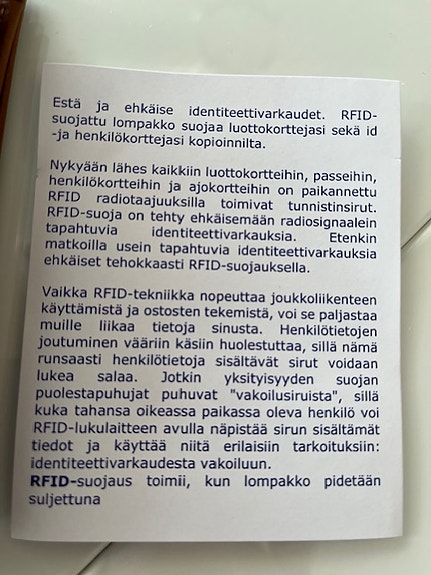 Estä ja ehkäise identiteettivarkaudet. RFID-
suojattu lompakko suojaa luottokorttejasi sekä id
-ja henkilökorttejasi kopioinnilta.
Nykyään lähes kaikkiin luottokortteihin, passeihin,
henkilökortteihin ja ajokortteihin on paikannettu
RFID radiotaajuuksilla toimivat tunnistinsirut.
RFID-suoja on tehty ehkäisemään radiosignaalein
tapahtuvia identiteettivarkauksia. Etenkin
matkoilla usein tapahtuvia identiteettivarkauksia
ehkäiset tehokkaasti RFID-suojauksella.
Vaikka RFID-tekniikka nopeuttaa joukkoliikenteen
käyttämistä ja ostosten tekemistä, voi se paljastaa
muille liikaa tietoja sinusta. Henkilötietojen
joutuminen vääriin käsiin huolestuttaa, sillä nämä
runsaasti henkilötietoja sisältävät sirut voidaan
lukea salaa. Jotkin yksityisyyden suojan
puolestapuhujat puhuvat "vakoilusiruista", sillä
kuka tahansa oikeassa paikassa oleva henkilö voi
RFID-lukulaitteen avulla näpistää sirun sisältämät
tiedot ja käyttää niitä erilaisiin tarkoituksiin:
identiteettivarkaudesta vakoiluun.
RFID-suojaus toimii, kun lompakko pidetään
suljettuna